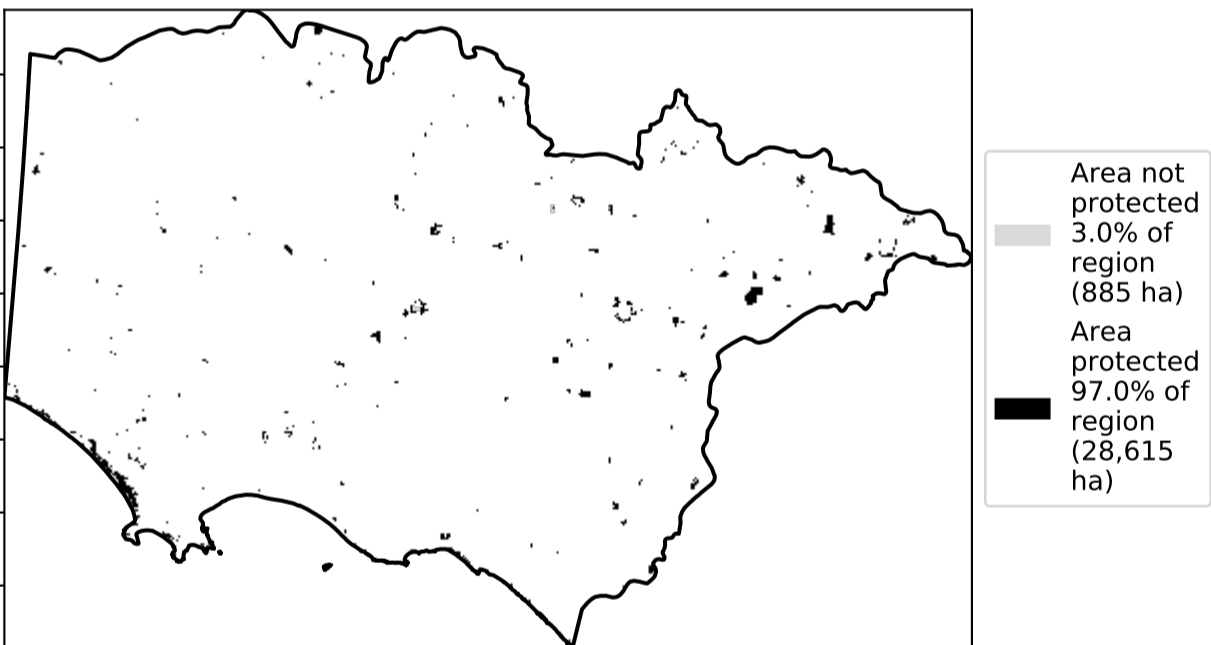 Area not
protected
3.0% of
region
(885 ha)
Area
protected
97.0% of
region
(28,615
ha)